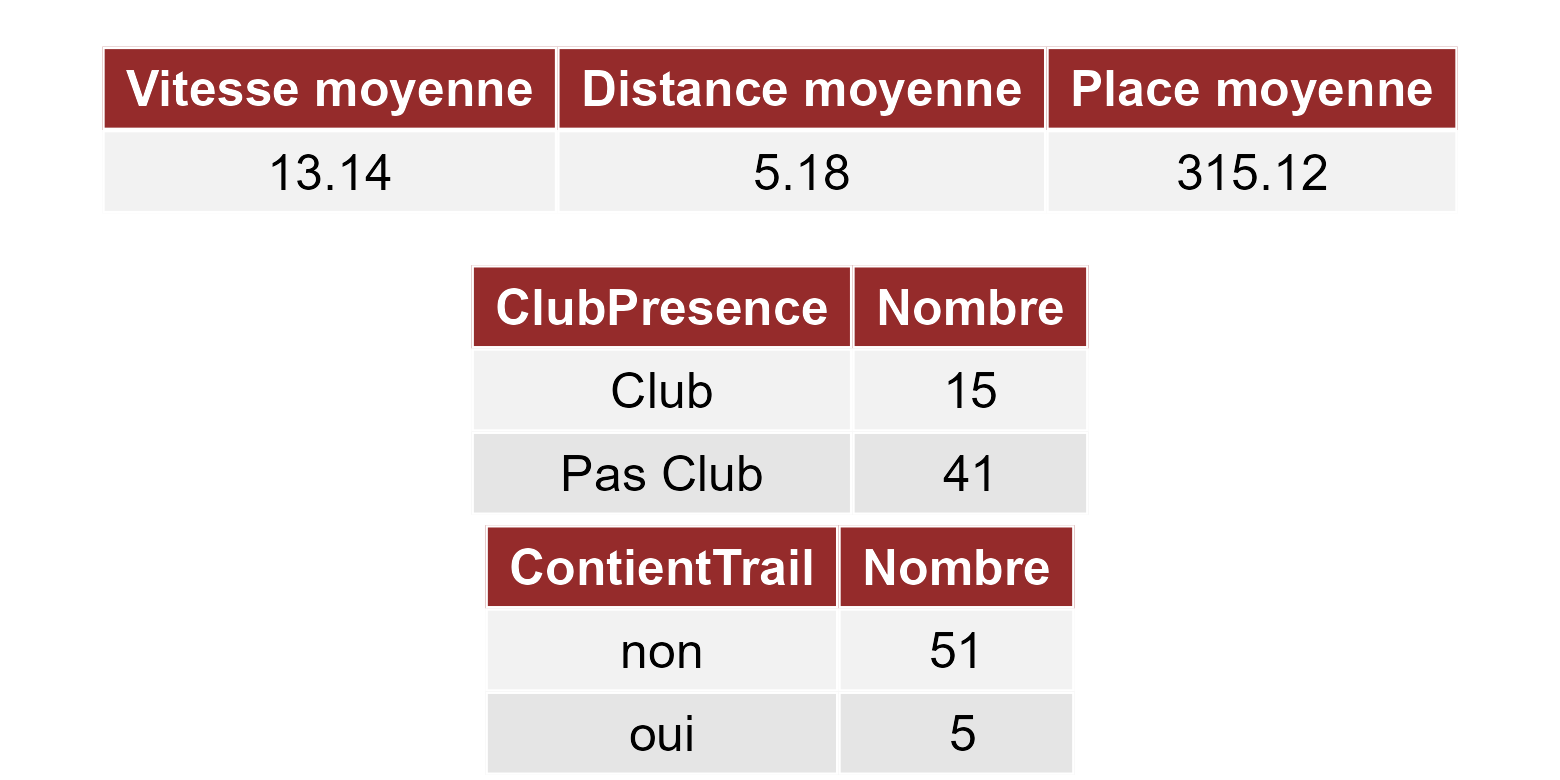 Vitesse moyenne Distance moyenne Place moyenne
13.14 5.18 315.12
ClubPresence Nombre
Club 15
Pas Club 41
ContientTrail Nombre
non 51
oui 5